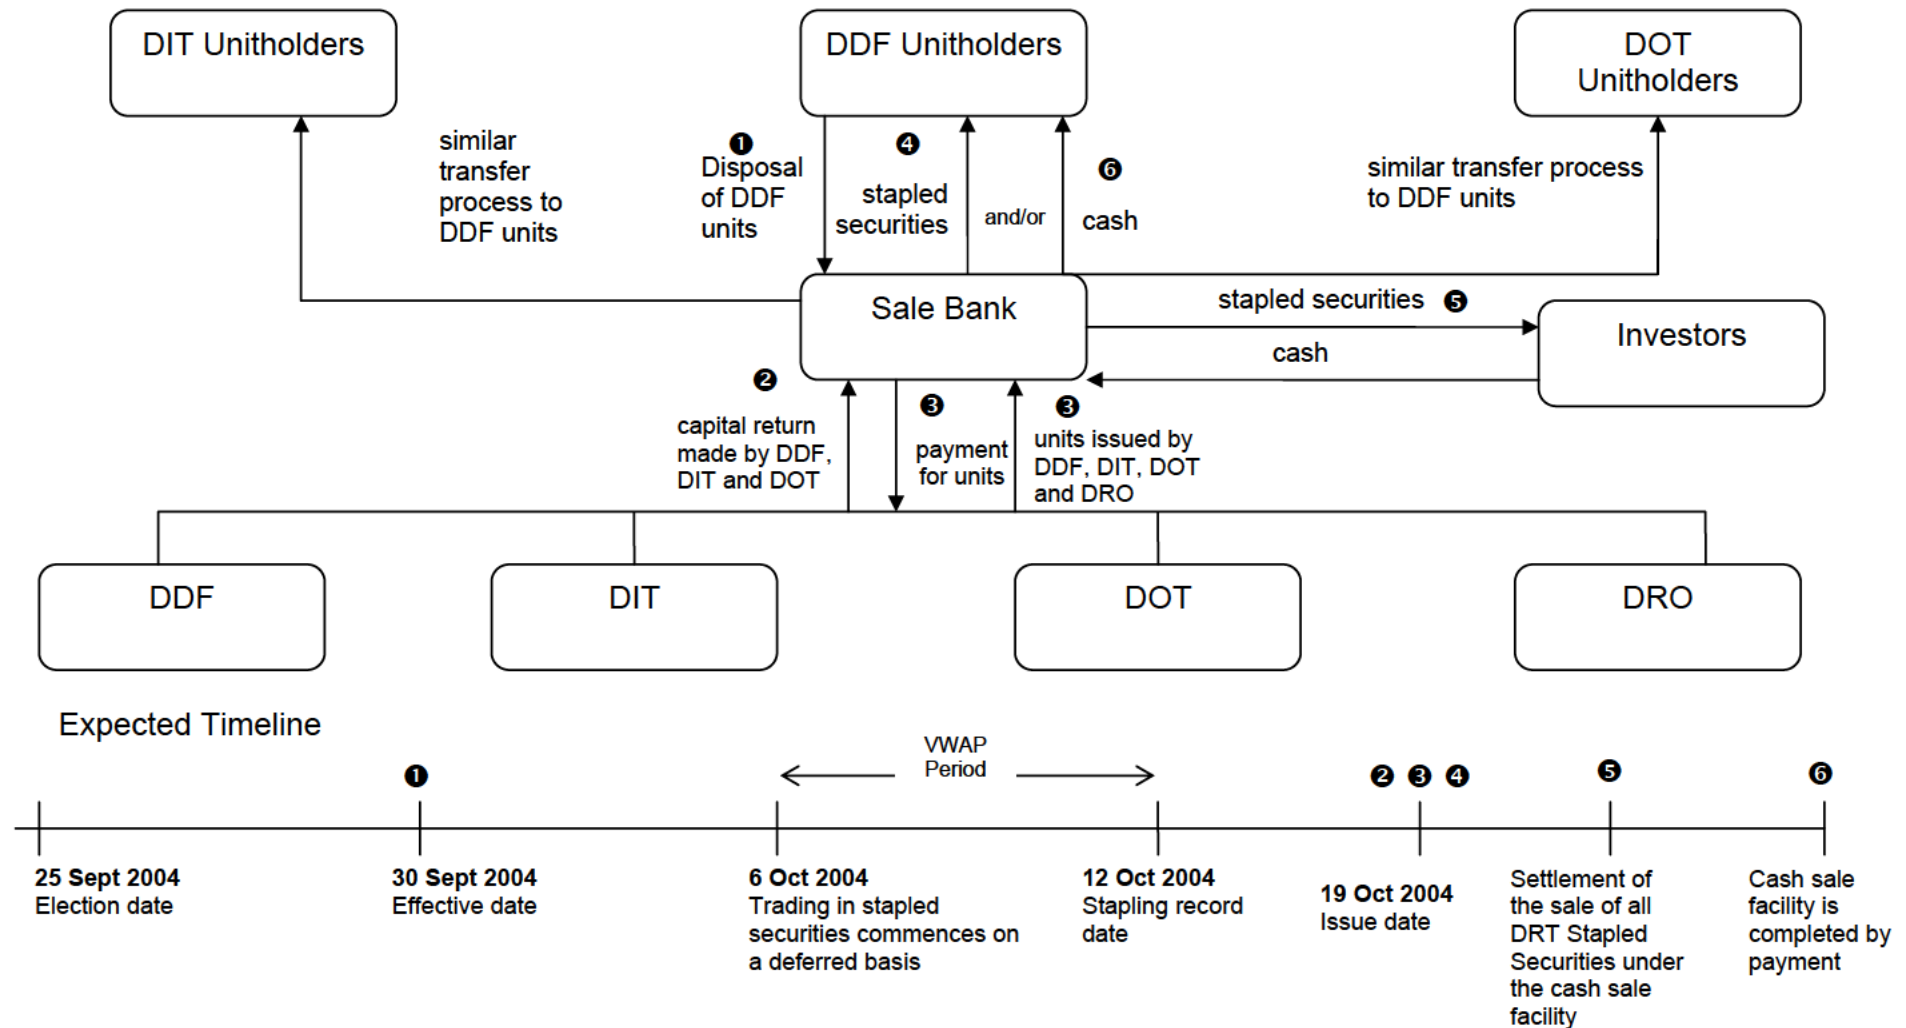 DIT Unitholders
DDF Unitholders
DOT
Unitholders
similar
transfer
process to
DDF units
❶
Disposal
of DDF
units
❹
stapled
securities
and/or
❻
cash
similar transfer process
to DDF units
Sale Bank
stapled securities ❺
cash
Investors
❷
capital return
made by DDF,
DIT and DOT
❸
payment
for units
❸
units issued by
DDF, DIT, DOT
and DRO
DDF
DIT
DOT
DRO
Expected Timeline
VWAP
Period
❶
❷ ❸ ❹
❺
❻
25 Sept 2004
Election date
30 Sept 2004
Effective date
6 Oct 2004
Trading in stapled
securities commences on
a deferred basis
12 Oct 2004
Stapling record
date
19 Oct 2004
Issue date
Settlement of
the sale of all
DRT Stapled
Securities under
the cash sale
facility
Cash sale
facility is
completed by
payment